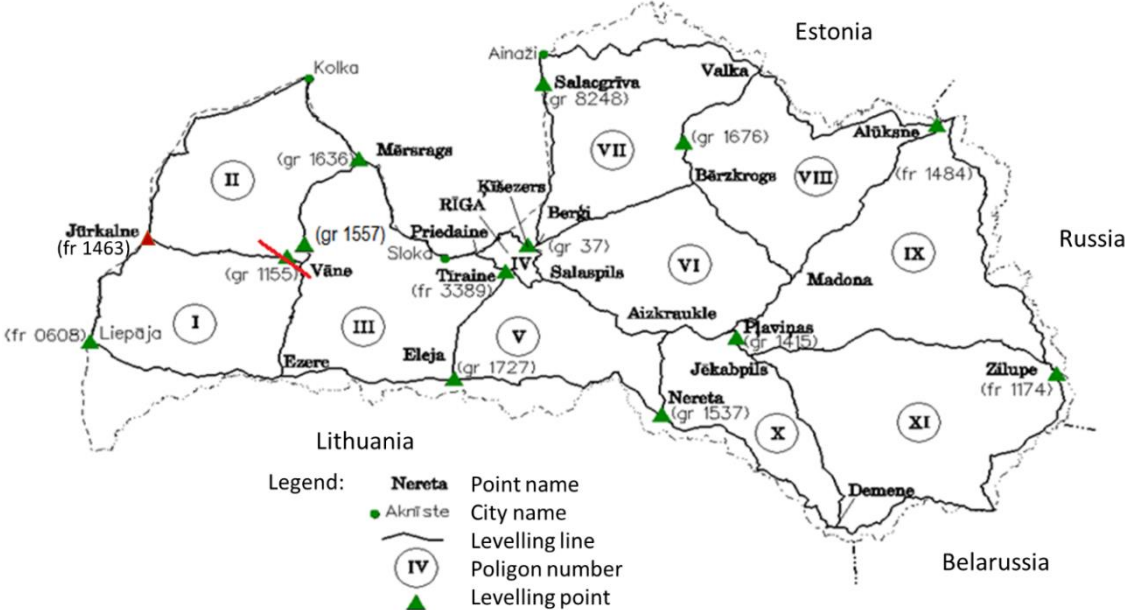 Estonia
Ainaži
Kolka
Valka
Salacgrīva
(gr 8248)
Alūksne
(gr 1676)
VII
Mērsrags
(gr 1636)
II
Bērzkrogs
VIII
(fr 1484)
Ķīšezers
RĪGA
Berģi
Jūrkalne
(fr 1463)
(gr 1557)
Priedaine
(gr 37)
Russia
Sloka
IV
Salaspils
VI
IX
(gr 1155)
Vāne
Tīraine
(fr 3389)
Madona
I
III
V
Aizkraukle
Pļaviņas
(gr 1415)
(fr 0608)
Liepāja
Ezere
Eleja
(gr 1727)
Jēkabpils
Zilupe
(fr 1174)
Nereta
(gr 1537)
X
XI
Lithuania
Demene
Legend:
Nereta Point name
Aknīste City name
Levelling line
IV Poligon number
Levelling point
Belarussia